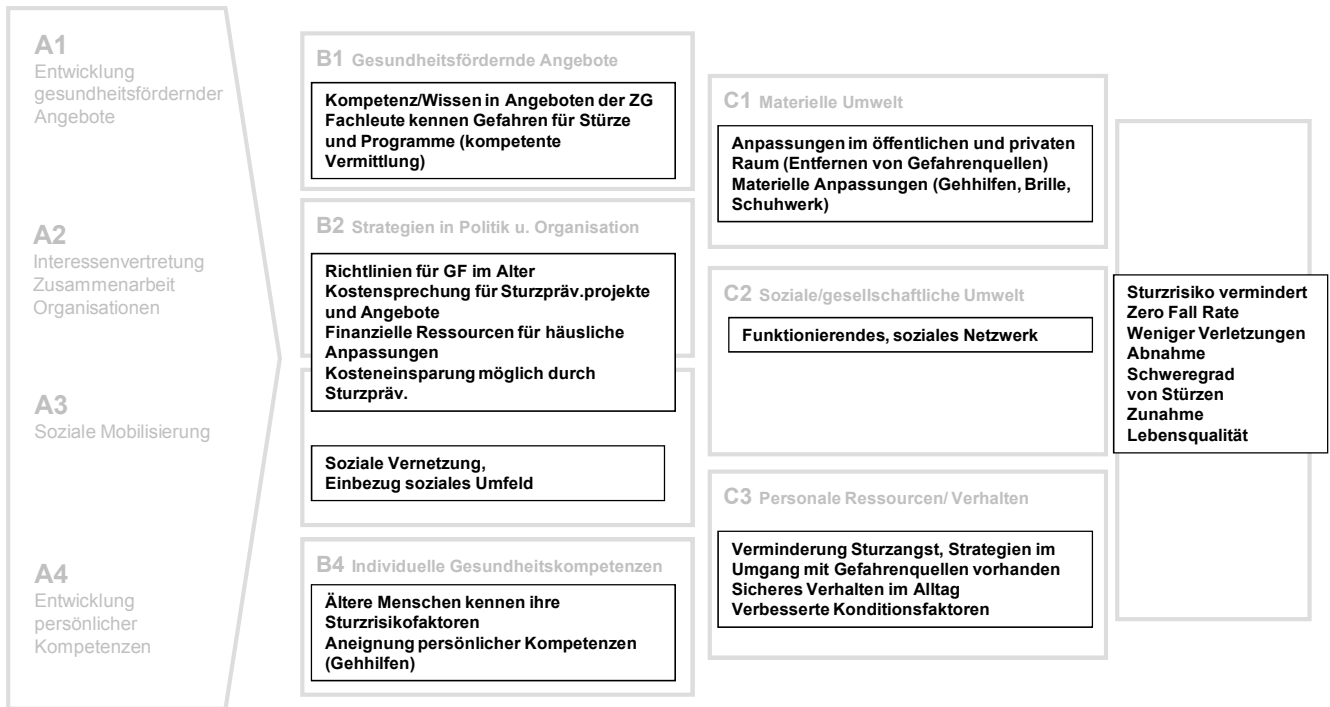 A1
Entwicklung
gesundheitsfördernder
Angebote
A2
Interessenvertretung
Zusammenarbeit
Organisationen
A3
Soziale Mobilisierung
A4
Entwicklung
persönlicher
Kompetenzen
B1 Gesundheitsfördernde Angebote
Kompetenz/Wissen in Angeboten der ZG
Fachleute kennen Gefahren für Stürze
und Programme (kompetente
Vermittlung)
B2 Strategien in Politik u. Organisation
Richtlinien für GF im Alter
Kostensprechung für Sturzpräv.projekte
und Angebote
Finanzielle Ressourcen für häusliche
Anpassungen
Kosteneinsparung möglich durch
Sturzpräv.
Soziale Vernetzung,
Einbezug soziales Umfeld
B4 Individuelle Gesundheitskompetenzen
Ältere Menschen kennen ihre
Sturzrisikofaktoren
Aneignung persönlicher Kompetenzen
(Gehhilfen)
C1 Materielle Umwelt
Anpassungen im öffentlichen und privaten
Raum (Entfernen von Gefahrenquellen)
Materielle Anpassungen (Gehhilfen, Brille,
Schuhwerk)
C2 Soziale/gesellschaftliche Umwelt
Funktionierendes, soziales Netzwerk
C3 Personale Ressourcen/ Verhalten
Verminderung Sturzangst, Strategien im
Umgang mit Gefahrenquellen vorhanden
Sicheres Verhalten im Alltag
Verbesserte Konditionsfaktoren
Sturzrisiko vermindert
Zero Fall Rate
Weniger Verletzungen
Abnahme
Schweregrad
von Stürzen
Zunahme
Lebensqualität